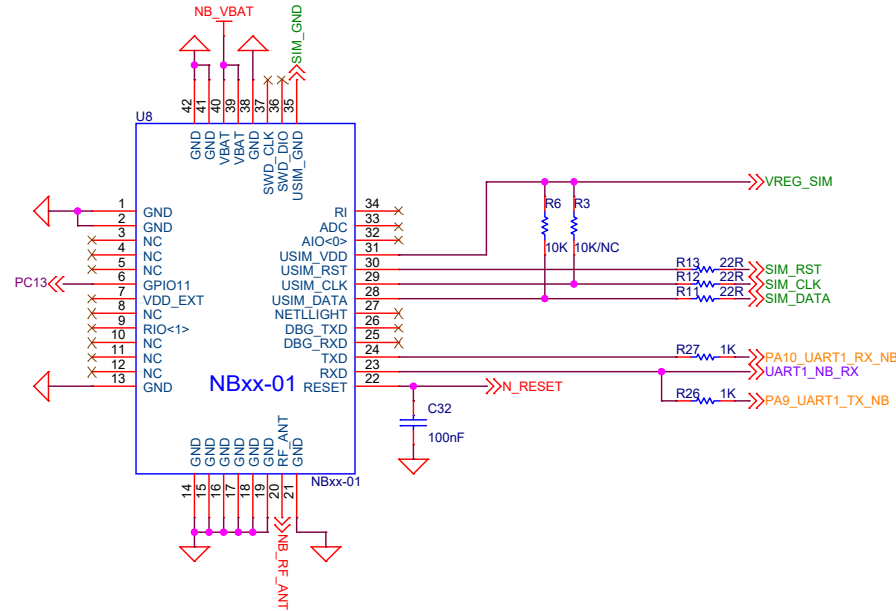 NB_VBAT
SIM_GND
42
41
40
39
38
37
36
35
U8
GND
GND
VBAT
VBAT
GND
SWD_CLK
SWD_DIO
USIM_GND
1 GND
2 GND
3 NC
4 NC
5 NC
PC13 6 GPIO11
7 VDD_EXT
8 NC
9 RIO<1>
10 NC
11 NC
12 NC
13 GND
RI 34
ADC 33
AIO<0> 32
USIM_VDD 31
USIM_RST 30
USIM_CLK 29
USIM_DATA 28
NETLLIGHT 27
DBG_TXD 26
DBG_RXD 25
TXD 24
RXD 23
RESET 22
NBxx-01
VREG_SIM
R6
R3
10K
10K/NC
R13 22R SIM_RST
R12 22R SIM_CLK
R11 22R SIM_DATA
R27 1K PA10_UART1_RX_NB
UART1_NB_RX
R26 1K PA9_UART1_TX_NB
N_RESET
C32
100nF
GND
GND
GND
GND
GND
GND
RF_ANT
GND
NBxx-01
14
15
16
17
18
19
20
21
NB_RF_ANT